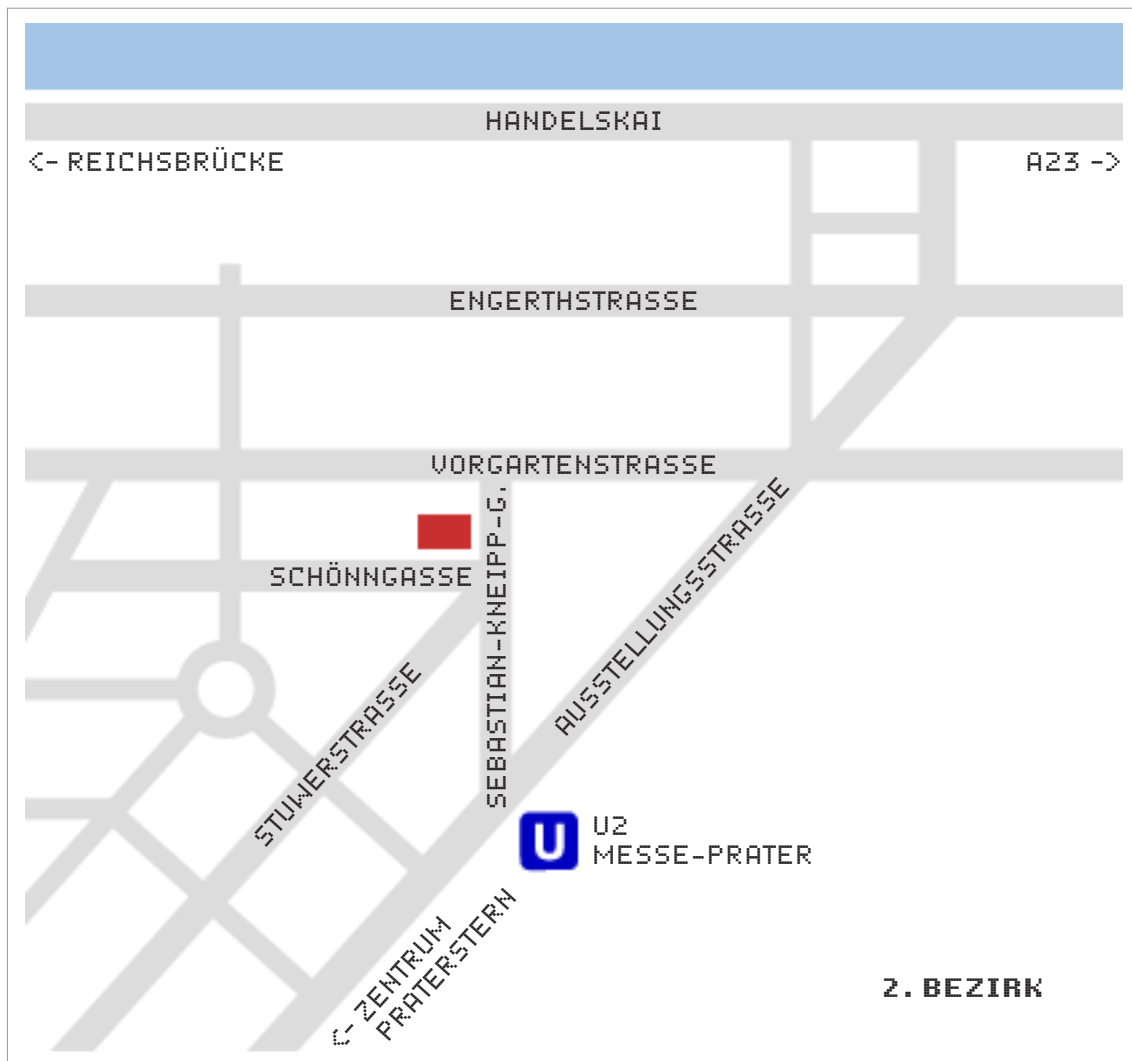 HANDELSKAI
<- REICHSBRÜCKE
A23 ->
ENGERTHSTRASSE
VORGARTENSTRASSE
SCHÖNNGASSE
SEBASTIAN-KNEIPP-G.
AUSSTELLUNGSSTRASSE
STUWERSTRASSE
U
U2
MESSE-PRATER
<- ZENTRUM
PRATERSTERN
2. BEZIRK